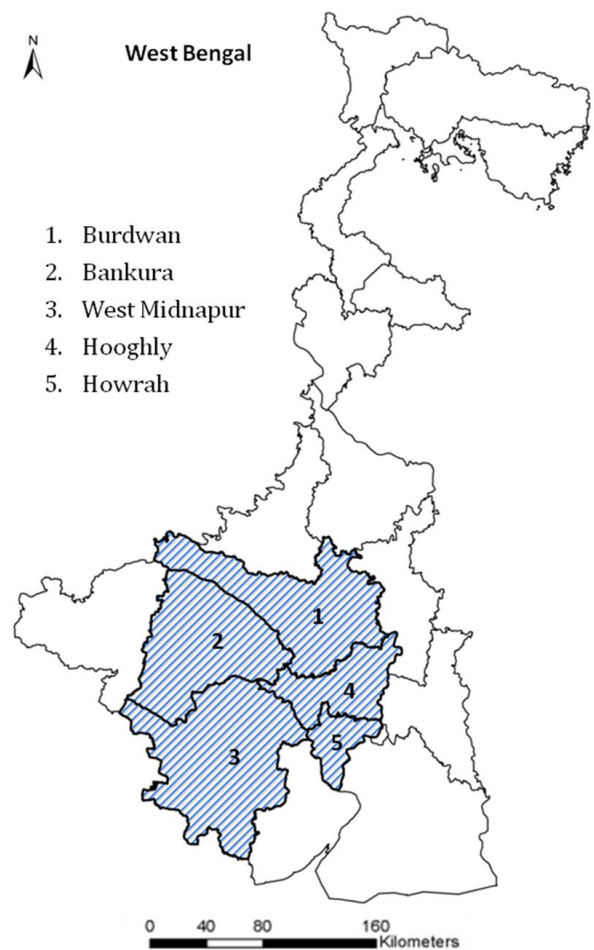 N
West Bengal
1. Burdwan
2. Bankura
3. West Midnapur
4. Hooghly
5. Howrah
1
2
4
5
3
0 40 80 160
Kilometers